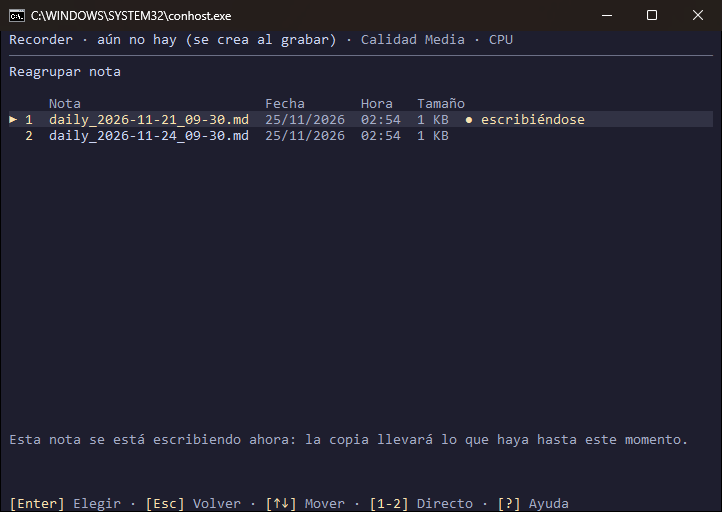 C:\WINDOWS\SYSTEM32\conhost.exe
Recorder · aún no hay (se crea al grabar) · Calidad Media · CPU
Reagrupar nota
Nota Fecha Hora Tamaño
► 1 daily_2026-11-21_09-30.md 25/11/2026 02:54 1 KB ● escribiéndose
2 daily_2026-11-24_09-30.md 25/11/2026 02:54 1 KB
Esta nota se está escribiendo ahora: la copia llevará lo que haya hasta este momento.
[Enter] Elegir · [Esc] Volver · [↑↓] Mover · [1-2] Directo · [?] Ayuda